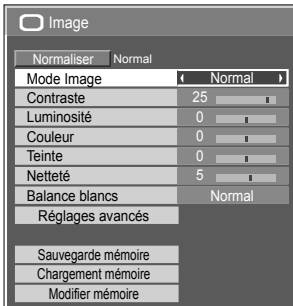 Image
Normaliser Normal
Mode Image Normal
Contraste 25
Luminosité 0
Couleur 0
Teinte 0
Netteté 5
Balance blancs Normal
Réglages avancés
Sauvegarde mémoire
Chargement mémoire
Modifier mémoire